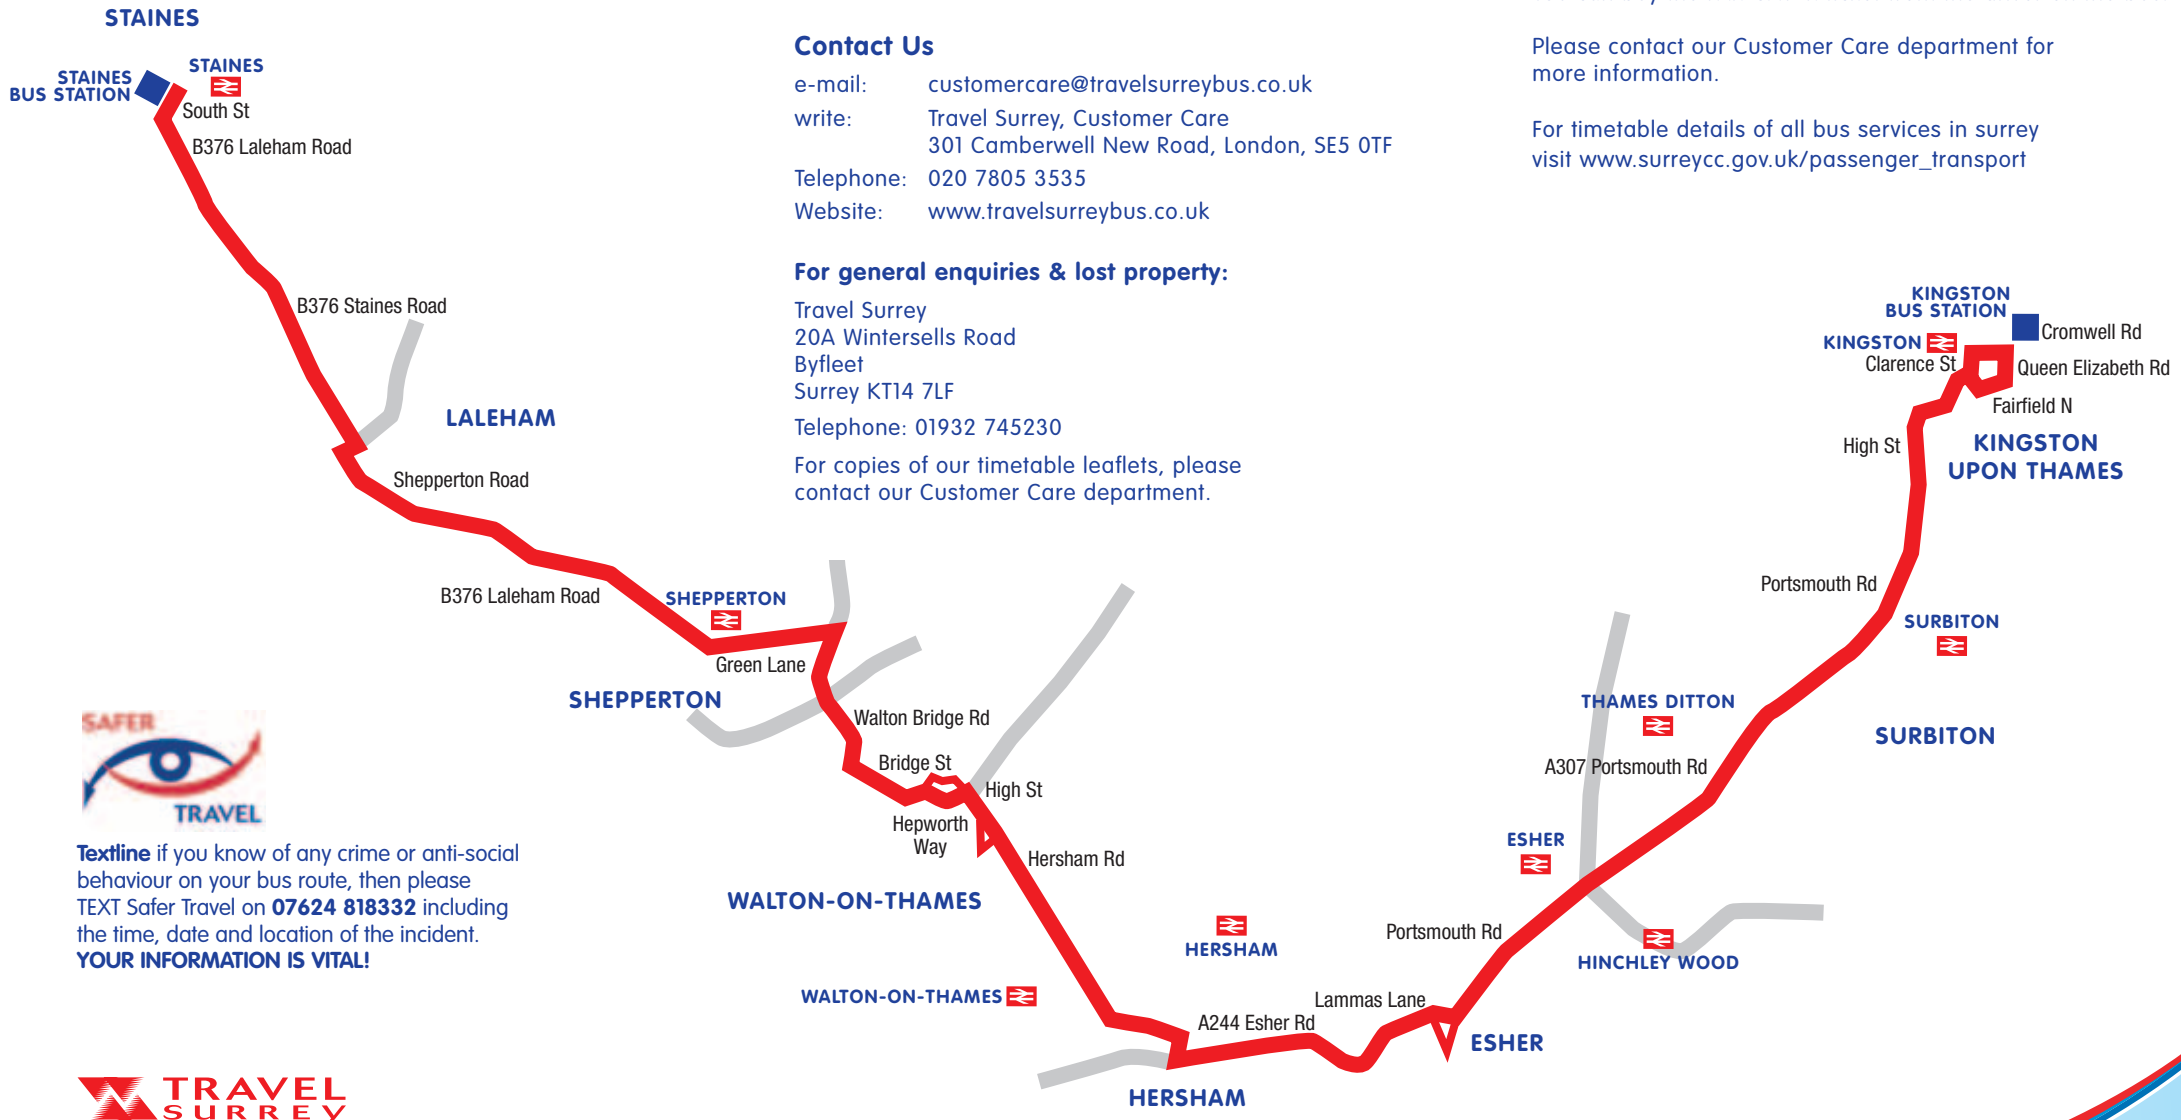 STAINES
STAINES
BUS STATION
STAINES
South St
B376 Laleham Road
B376 Staines Road
LALEHAM
Shepperton Road
B376 Laleham Road
SHEPPERTON
Green Lane
SHEPPERTON
Walton Bridge Rd
Bridge St
High St
Hepworth
Way
Hersham Rd
WALTON-ON-THAMES
HERSHAM
WALTON-ON-THAMES
A244 Esher Rd
HERSHAM
Lammas Lane
ESHER
Portsmouth Rd
ESHER
HINCHLEY WOOD
A307 Portsmouth Rd
THAMES DITTON
SURBITON
SURBITON
Portsmouth Rd
High St
KINGSTON
UPON THAMES
Fairfield N
Queen Elizabeth Rd
Clarence St
KINGSTON
Cromwell Rd
KINGSTON
BUS STATION
Contact Us
e-mail: customercare@travelsurreybus.co.uk
write: Travel Surrey, Customer Care
301 Camberwell New Road, London, SE5 0TF
Telephone: 020 7805 3535
Website: www.travelsurreybus.co.uk
For general enquiries & lost property:
Travel Surrey
20A Wintersells Road
Byfleet
Surrey KT14 7LF
Telephone: 01932 745230
For copies of our timetable leaflets, please
contact our Customer Care department.
Please contact our Customer Care department for
more information.
For timetable details of all bus services in surrey
visit www.surreycc.gov.uk/passenger_transport
SAFER
TRAVEL
Textline if you know of any crime or anti-social
behaviour on your bus route, then please
TEXT Safer Travel on 07624 818332 including
the time, date and location of the incident.
YOUR INFORMATION IS VITAL!
TRAVEL
SURREY